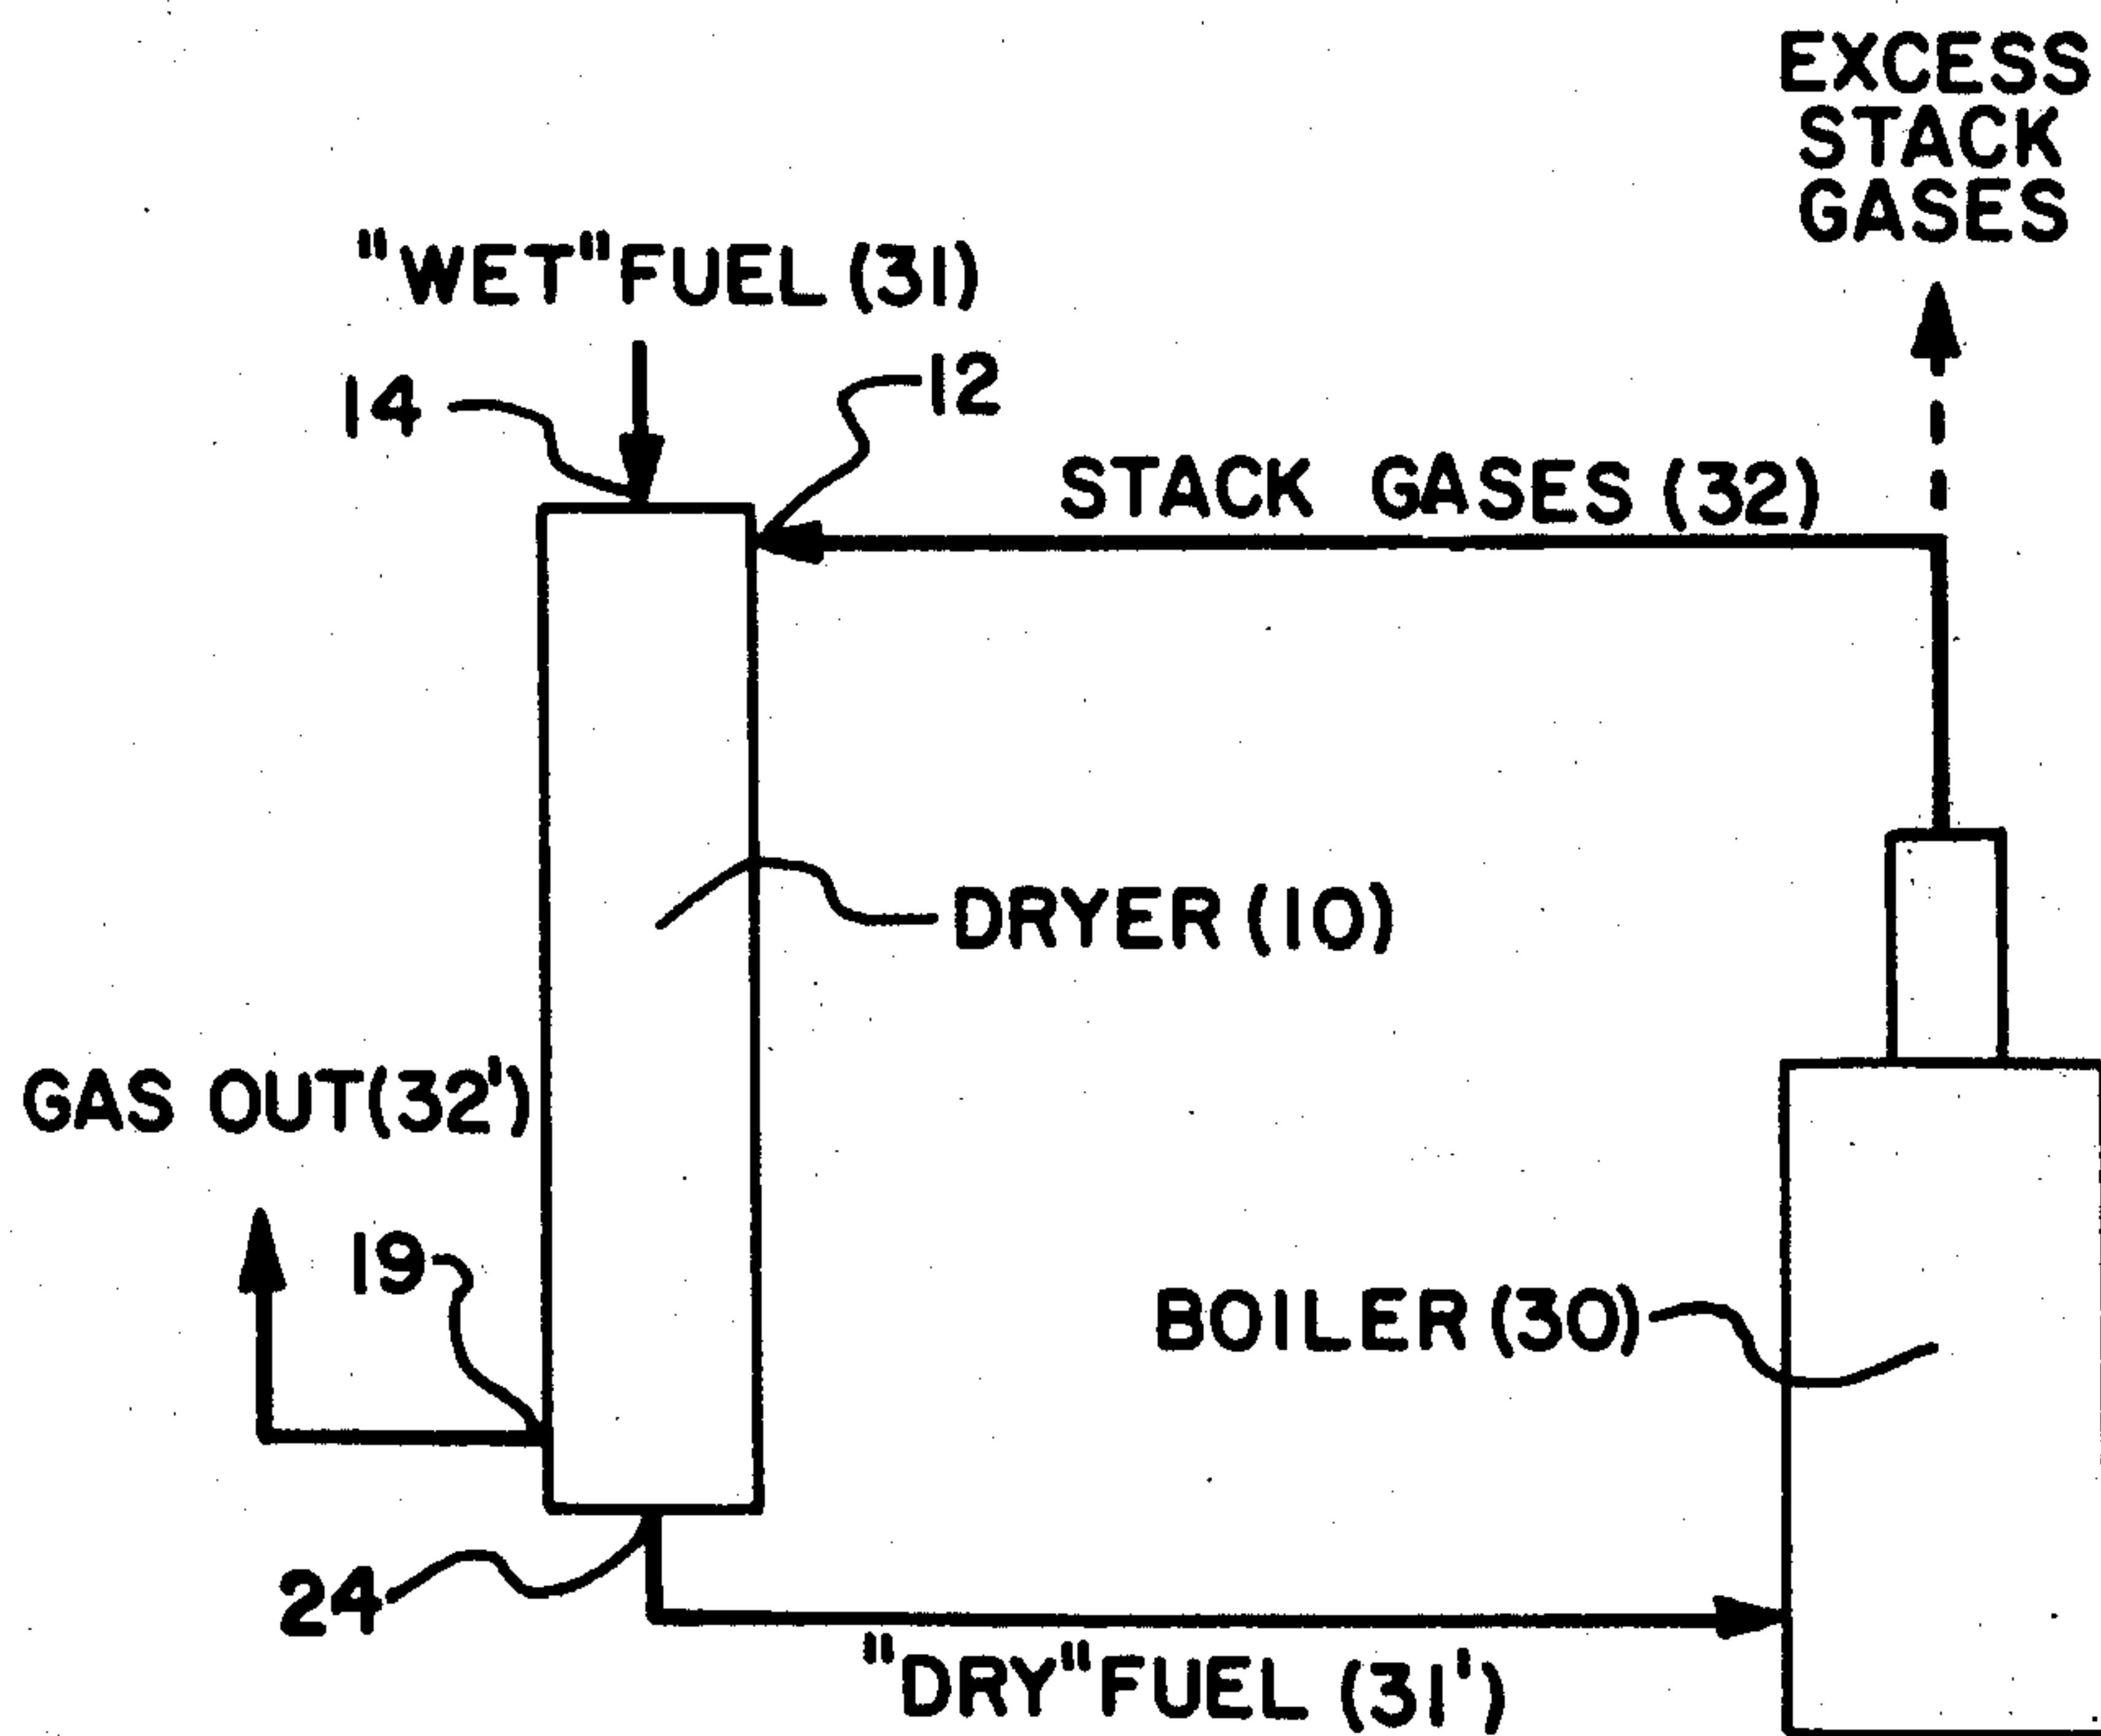 EXCESS
STACK
GASES
"WET" FUEL (31)
14
12
STACK GASES (32)
DRYER (10)
GAS OUT (32')
19
BOILER (30)
24
"DRY" FUEL (31')